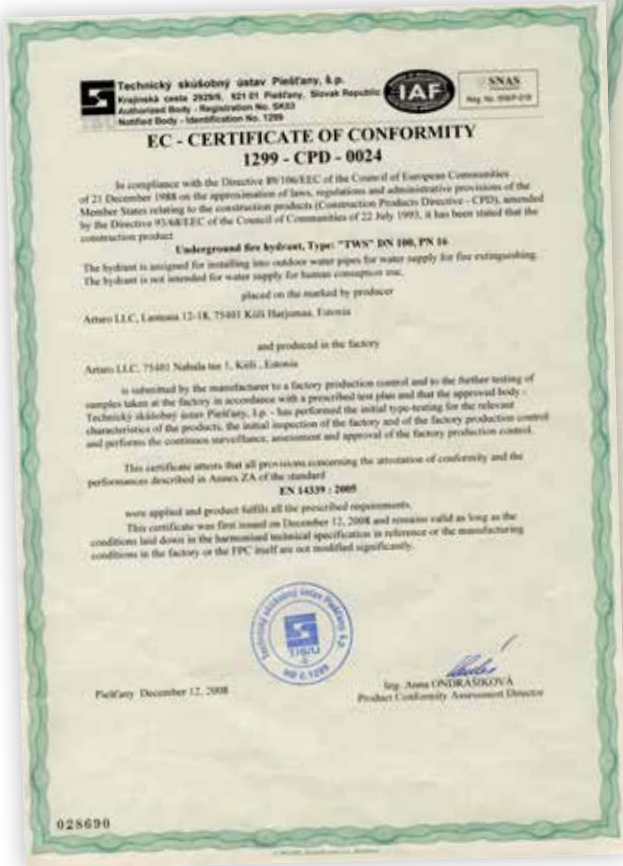 Technický skúšobný ústav Piešťany, š.p.
Krajinská cesta 2929/9, 921 01 Piešťany, Slovak Republic
Authorized Body - Registration No. SK03
Notified Body - Identification No. 1299
IAF
SNAS
EC - CERTIFICATE OF CONFORMITY
1299 - CPD - 0024
In compliance with the Directive 89/106/EEC of the Council of European Communities
of 21 December 1988 on the approximation of laws, regulations and administrative provisions of the
Member States relating to the construction products (Construction Products Directive - CPD), amended
by the Directive 93/68/EEC of the Council of Communities of 22 July 1993, it has been stated that the
construction product
Underground fire hydrant, Type: "TWS" DN 100, PN 16
The hydrant is assigned for installing into outdoor water pipes for water supply for fire extinguishing.
The hydrant is not intended for water supply for human consuption use.
placed on the marked by producer
Artaro LLC, 12-18, 75401 Kiili Harjumaa, Estonia
and produced in the factory
Artaro LLC, 75401 Nabala tee 1, Kiili , Estonia
is submitted by the manufacturer to a factory production control and to the further testing of
samples taken at the factory in accordance with a prescribed test plan and that the approved body -
Technický skúšobný ústav Piešťany, š.p. - has performed the initial type-testing for the relevant
characteristics of the products, the initial inspection of the factory and of the factory production control
and performs the continuos surveillance, assessment and approval of the factory production control.
This certificate attests that all provisions concerning the attestation of conformity and the
performances described in Annex ZA of the standard
EN 14339 : 2005
were applied and product fulfils all the prescribed requirements.
This certificate was first issued on December 12, 2008 and remains valid as long as the
conditions laid down in the harmonised technical specification in reference or the manufacturing
conditions in the factory or the FPC itself are not modified significantly.
Technický skúšobný ústav Piešťany š.p.
TSÚ
NO č.1299
Piešťany December 12, 2008
Ing. Anna ONDRAŠIKOVÁ
Product Conformity Assessment Director
028690